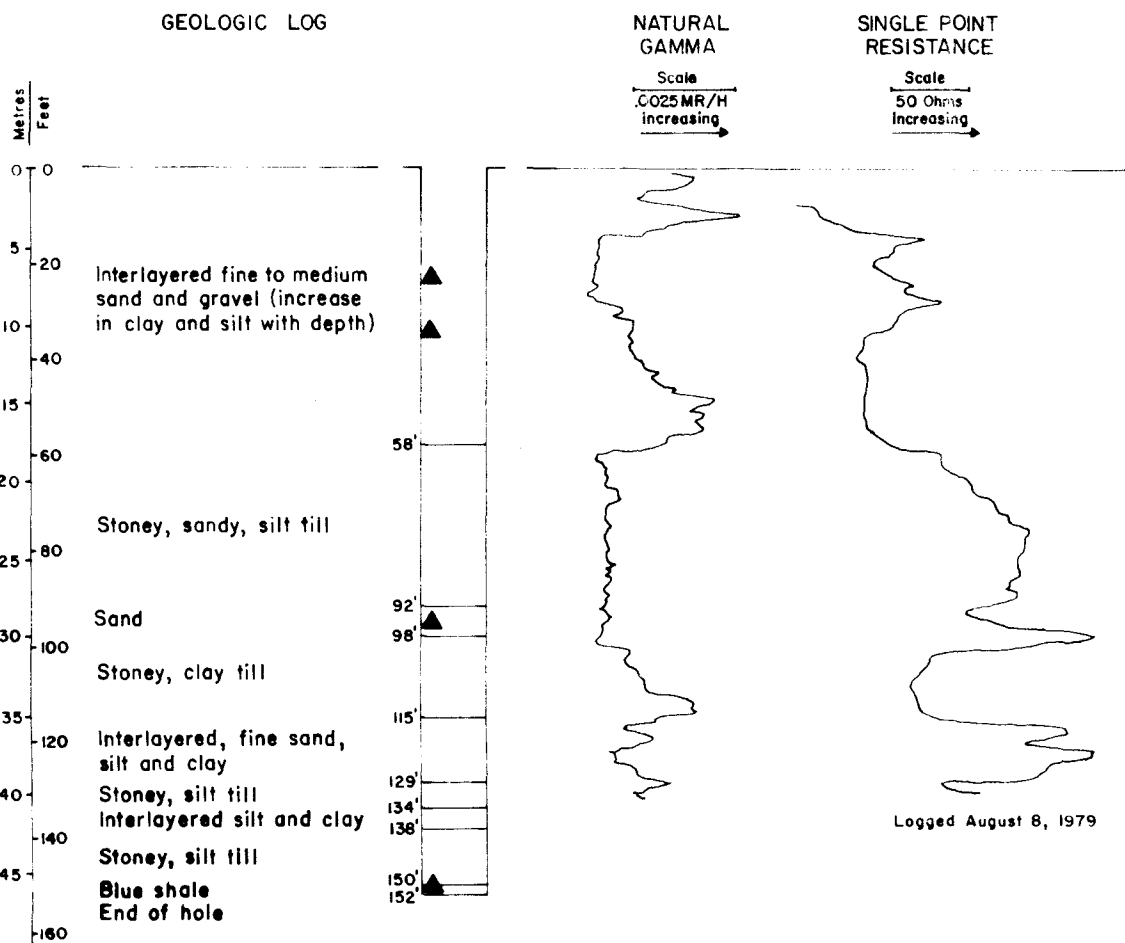 GEOLOGIC LOG
NATURAL
GAMMA
SINGLE POINT
RESISTANCE
Scale
.0025 MR/H
increasing
Scale
50 Ohms
Increasing
Metres
Feet
0 0
5
20
Interlayered fine to medium
sand and gravel (increase
in clay and silt with depth)
10
40
15
58'
60
20
Stoney, sandy, silt till
80
25
92'
Sand
98'
30
100
Stoney, clay till
35
115'
120
Interlayered, fine sand,
silt and clay
129'
40
Stoney, silt till
134'
Interlayered silt and clay
138'
Logged August 8, 1979
140
Stoney, silt till
45
150'
Blue shale
152'
End of hole
160